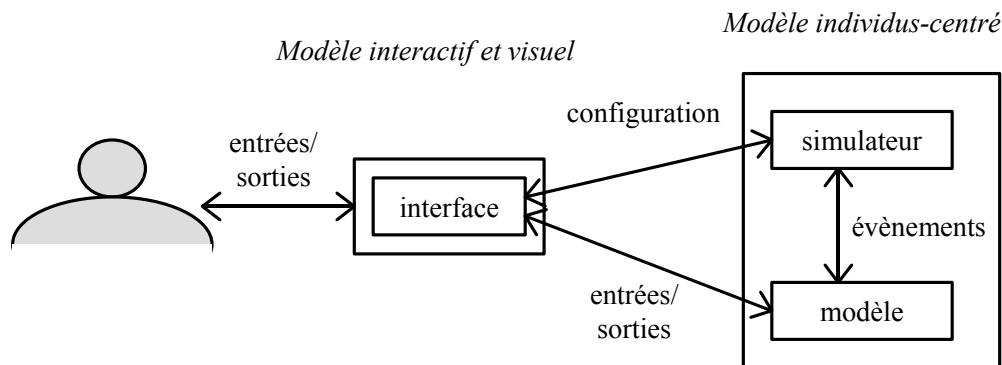 Modèle individus-centré
Modèle interactif et visuel
configuration
simulateur
entrées/
sorties
interface
évènements
entrées/
sorties
modèle